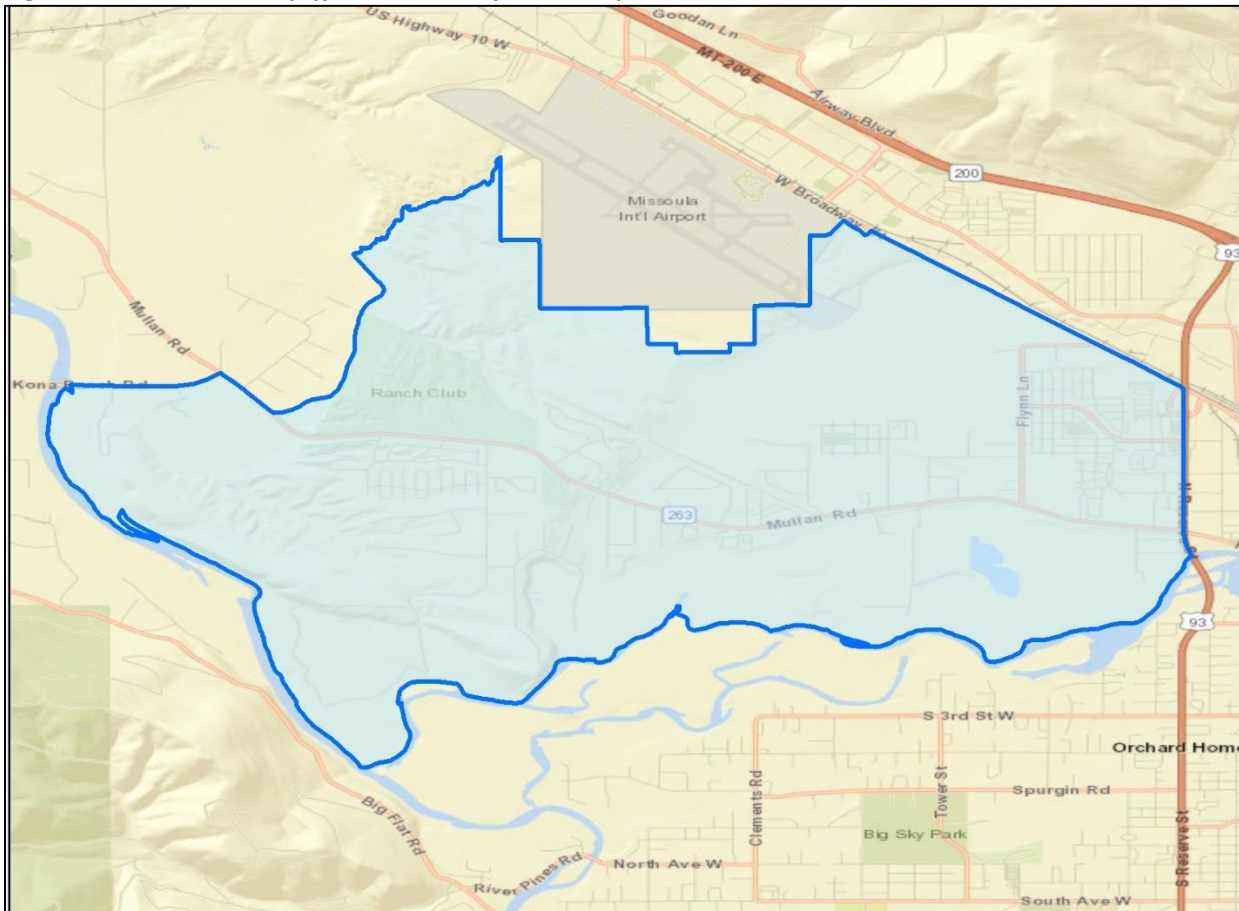 Goodan Ln
US Highway 10 W
MT-200 E
Airway Blvd
200
W Broadway
Missoula
Int'l Airport
93
Mullan Rd
Kona Ranch Rd
Ranch Club
Flynn Ln
263
Mullan Rd
93
S 3rd St W
Orchard Home
Clements Rd
Tower St
Spurgin Rd
Big Sky Park
S Reserve St
Big Flat Rd
North Ave W
River Pines Rd
South Ave W